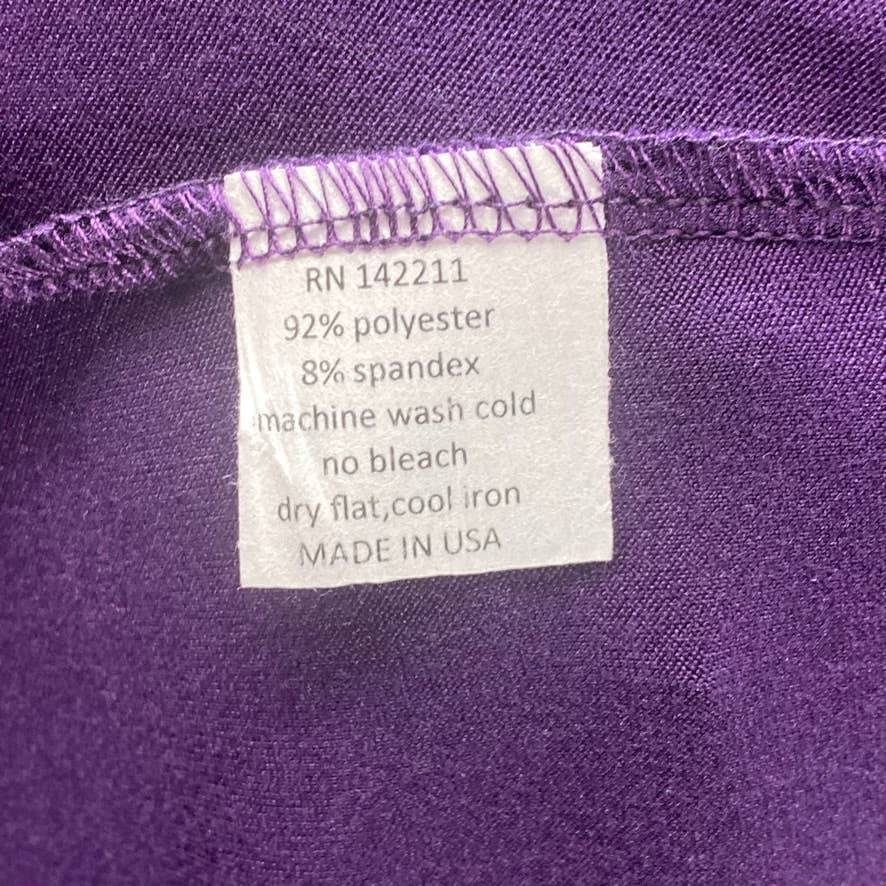 RN 142211
92% polyester
8% spandex
machine wash cold
no bleach
dry flat,cool iron
MADE IN USA